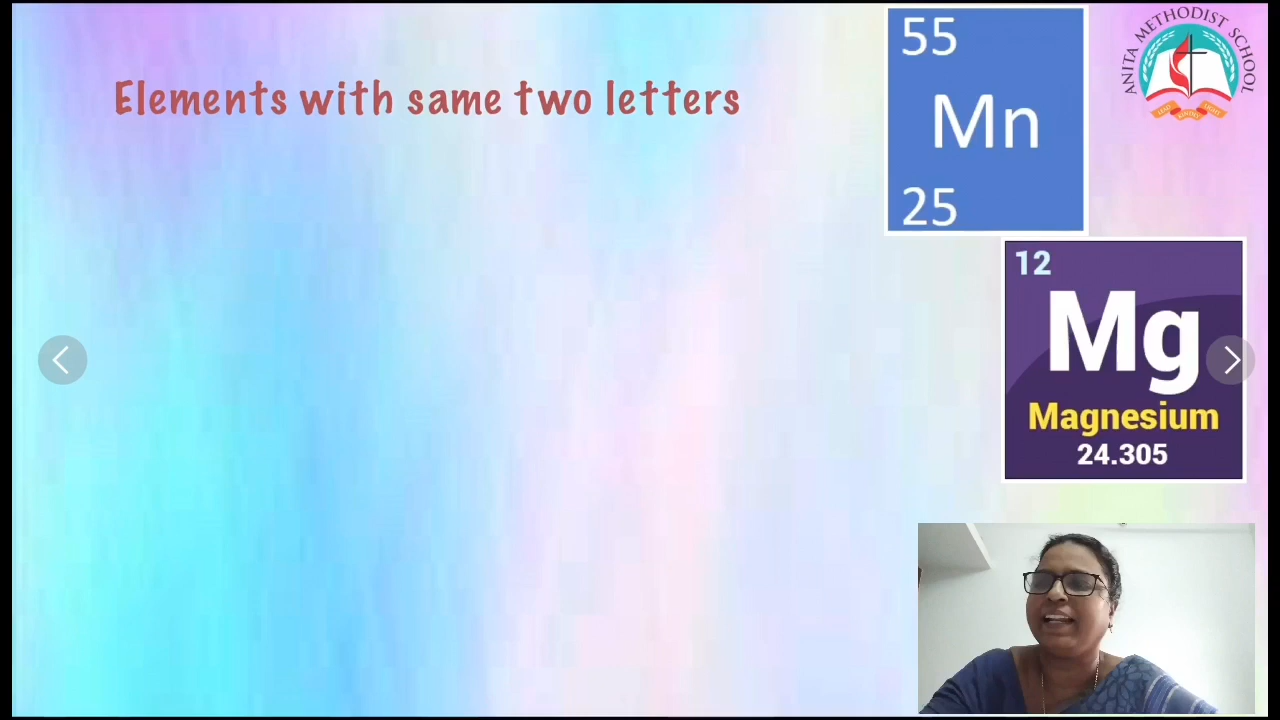 Elements with same two letters
55
Mn
25
ANITA METHODIST SCHOOL
12
Mg
Magnesium
24.305